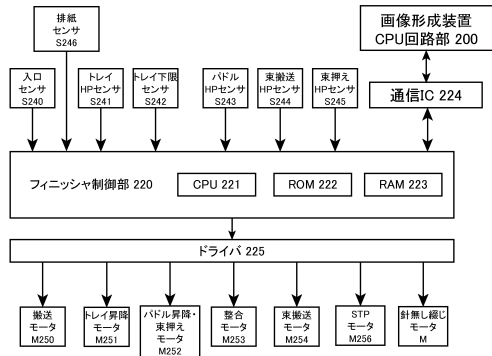 排紙
センサ
S246
画像形成装置
CPU回路部 200
入口
センサ
S240
トレイ
HPセンサ
S241
トレイ下限
センサ
S242
パドル
HPセンサ
S243
束搬送
HPセンサ
S244
束押え
HPセンサ
S245
通信IC 224
フィニッシャ制御部 220
CPU 221
ROM 222
RAM 223
ドライバ 225
搬送
モータ
M250
トレイ昇降
モータ
M251
パドル昇降・
束押え
モータ
M252
整合
モータ
M253
束搬送
モータ
M254
STP
モータ
M256
針無し綴じ
モータ
M